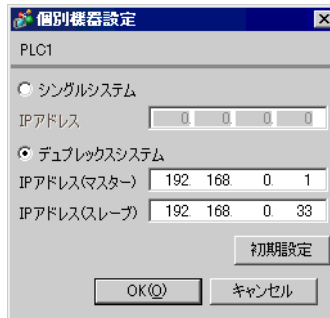 個別機器設定
PLC1
シングルシステム
IPアドレス 0. 0. 0. 0
デュプレックスシステム
IPアドレス(マスター) 192. 168. 0. 1
IPアドレス(スレーブ) 192. 168. 0. 33
初期設定
OK(O) キャンセル